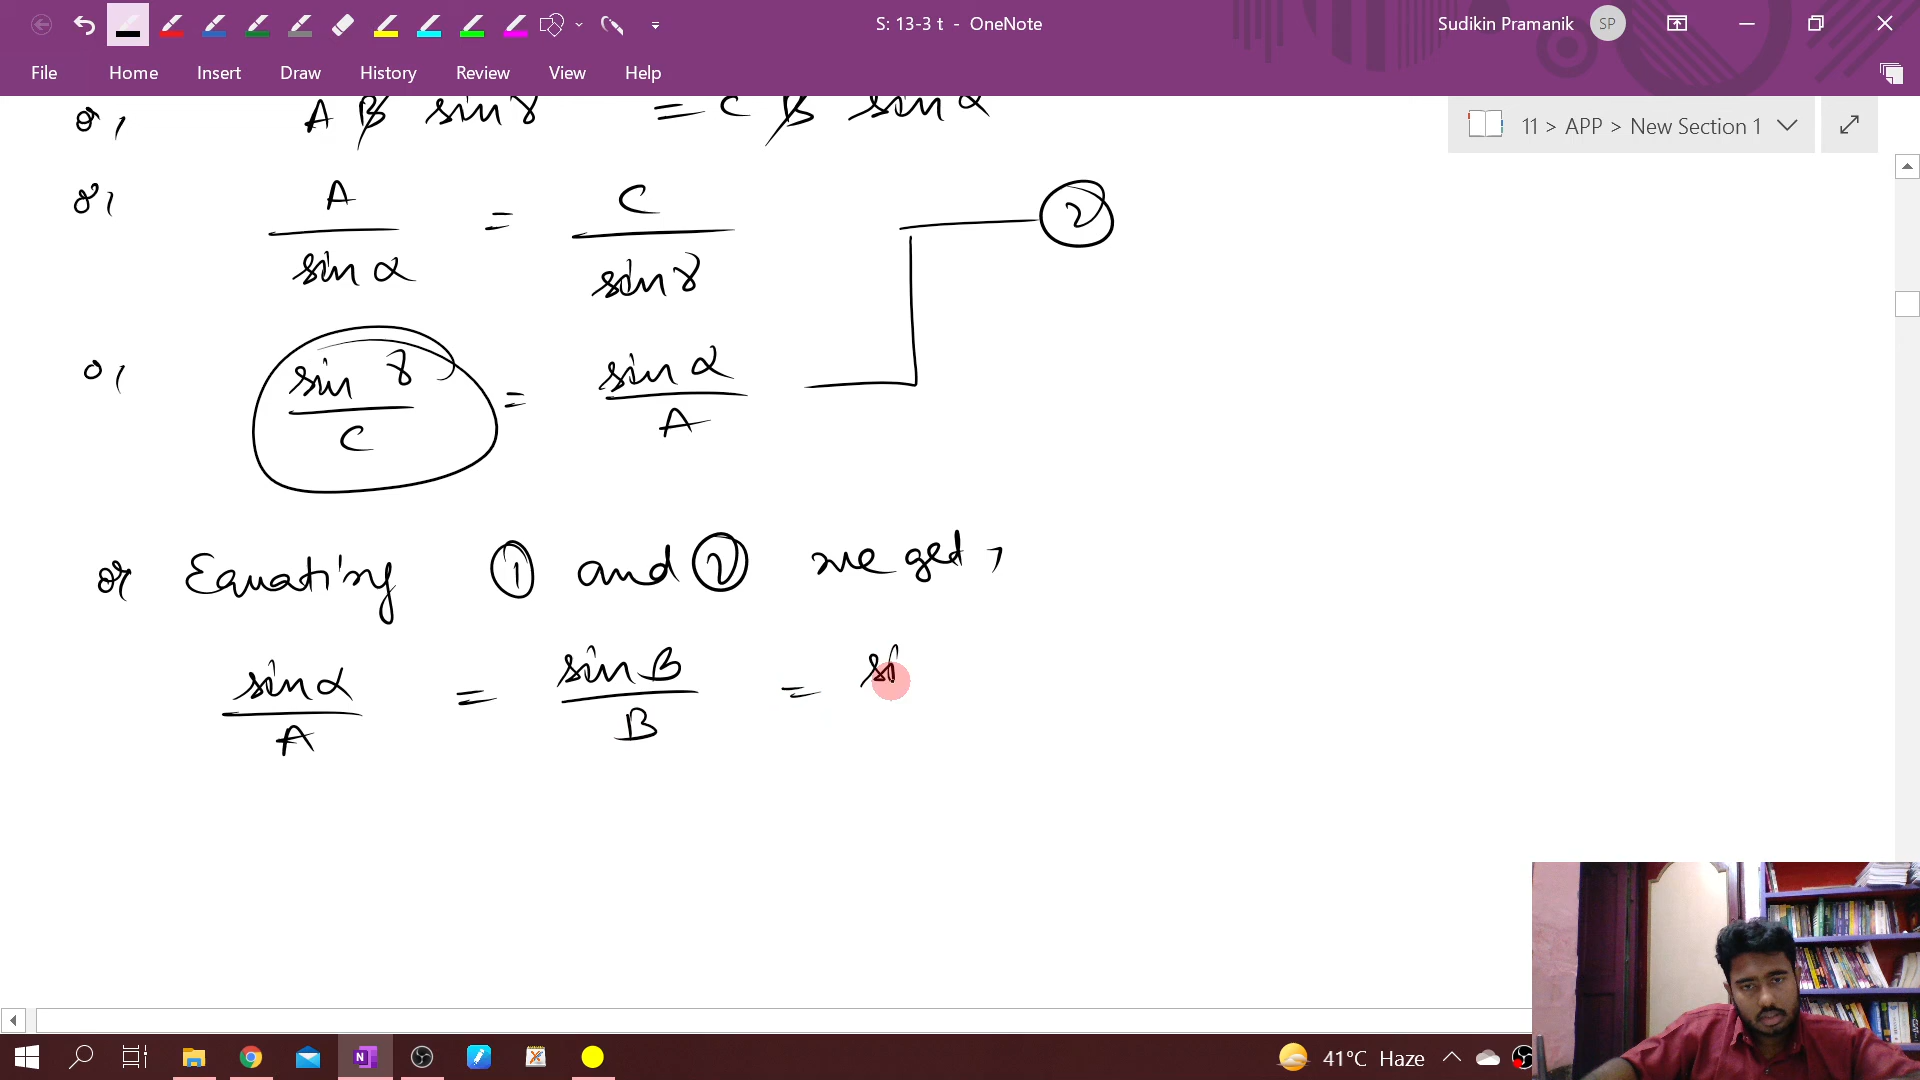 S: 13-3 t - OneNote
Sudikin Pramanik SP
File Home Insert Draw History Review View Help
11 > APP > New Section 1
or, A B sin γ = C B sin α
or, A / sin α = C / sin γ
②
or, sin γ / C = sin α / A
or Equating ① and ② we get,
sin α / A = sin B / B = si
41°C Haze